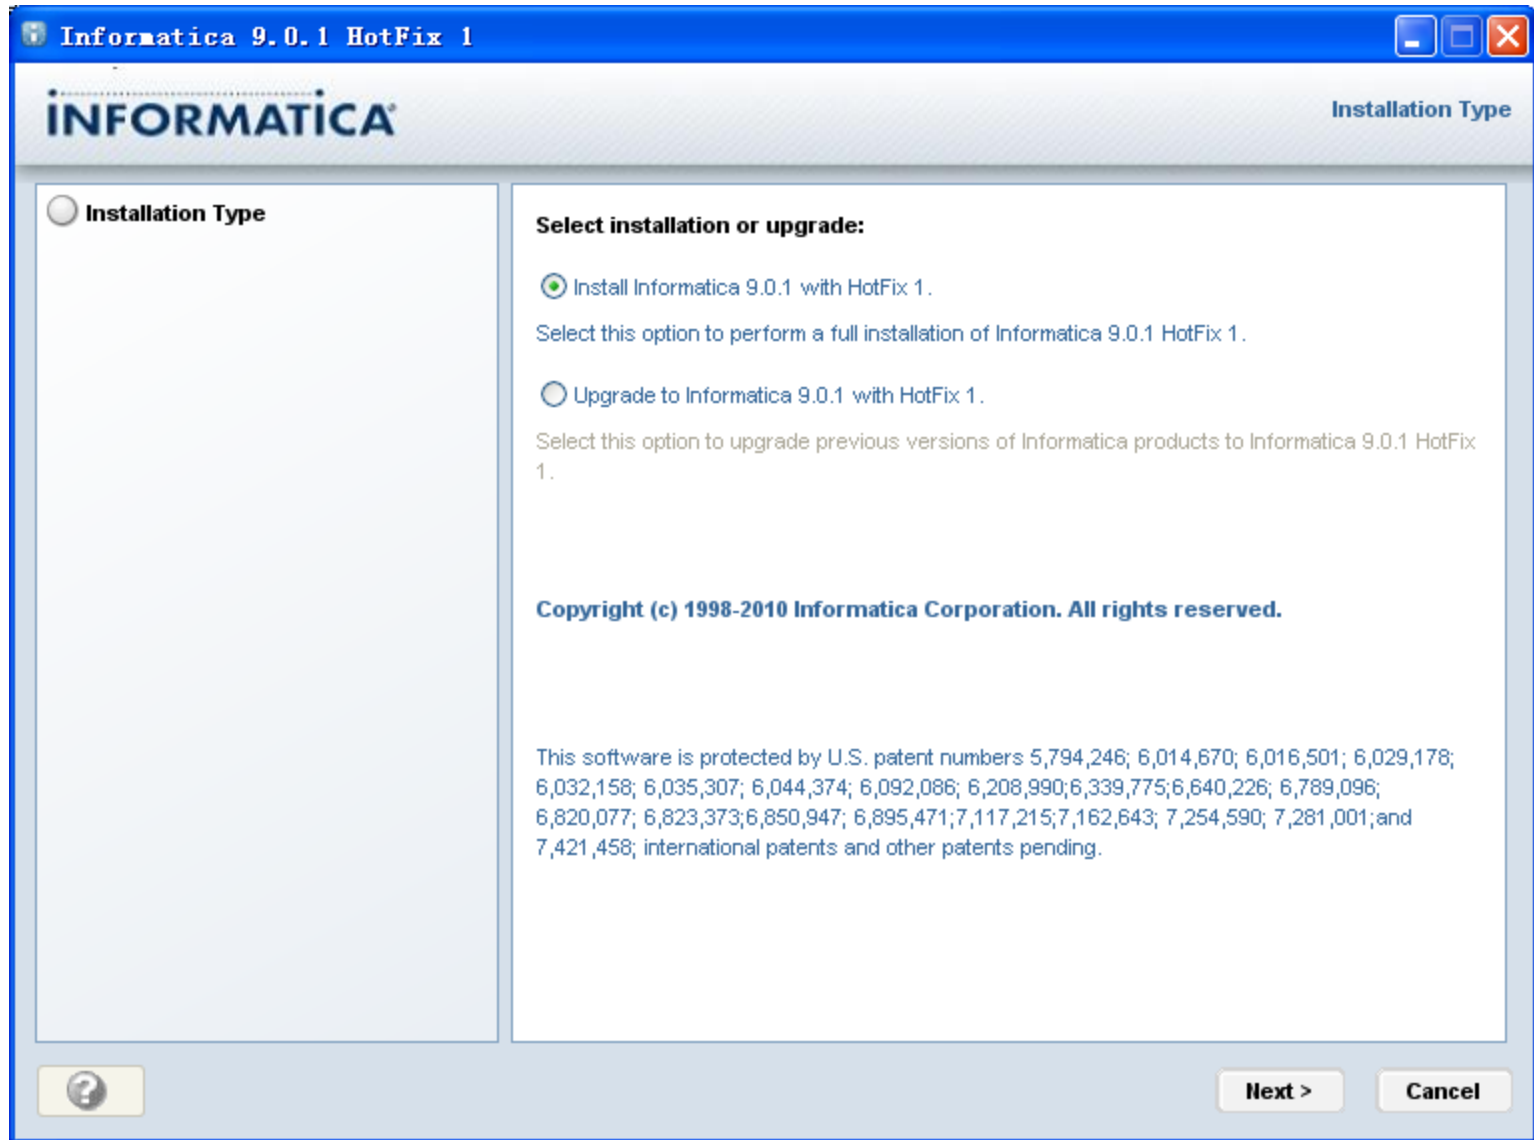 Informatica 9.0.1 HotFix 1
INFORMATICA®
Installation Type
Installation Type
Select installation or upgrade:
Install Informatica 9.0.1 with HotFix 1.
Select this option to perform a full installation of Informatica 9.0.1 HotFix 1.
Upgrade to Informatica 9.0.1 with HotFix 1.
Select this option to upgrade previous versions of Informatica products to Informatica 9.0.1 HotFix
1.
Copyright (c) 1998-2010 Informatica Corporation. All rights reserved.
This software is protected by U.S. patent numbers 5,794,246; 6,014,670; 6,016,501; 6,029,178;
6,032,158; 6,035,307; 6,044,374; 6,092,086; 6,208,990;6,339,775;6,640,226; 6,789,096;
6,820,077; 6,823,373;6,850,947; 6,895,471;7,117,215;7,162,643; 7,254,590; 7,281,001;and
7,421,458; international patents and other patents pending.
?
Next >
Cancel